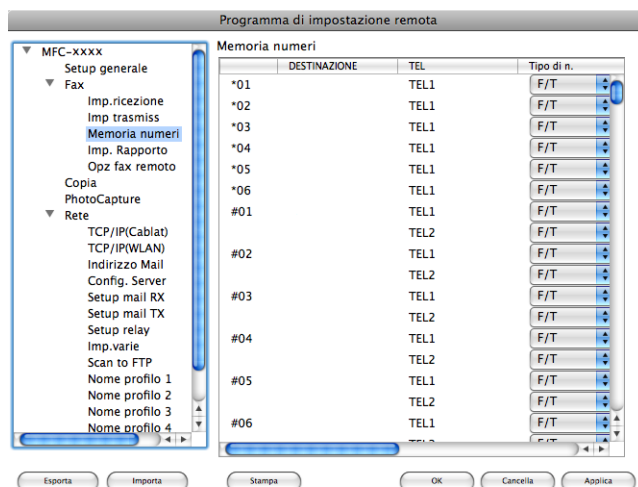 Programma di impostazione remota
MFC-xxxx
Setup generale
Fax
Imp.ricezione
Imp trasmiss
Memoria numeri
Imp. Rapporto
Opz fax remoto
Copia
PhotoCapture
Rete
TCP/IP(Cablat)
TCP/IP(WLAN)
Indirizzo Mail
Config. Server
Setup mail RX
Setup mail TX
Setup relay
Imp.varie
Scan to FTP
Nome profilo 1
Nome profilo 2
Nome profilo 3
Nome profilo 4
Memoria numeri
DESTINAZIONE TEL Tipo di n.
*01 TEL1 F/T
*02 TEL1 F/T
*03 TEL1 F/T
*04 TEL1 F/T
*05 TEL1 F/T
*06 TEL1 F/T
#01 TEL1 F/T
TEL2 F/T
#02 TEL1 F/T
TEL2 F/T
#03 TEL1 F/T
TEL2 F/T
#04 TEL1 F/T
TEL2 F/T
#05 TEL1 F/T
TEL2 F/T
#06 TEL1 F/T
Esporta Importa Stampa OK Cancella Applica